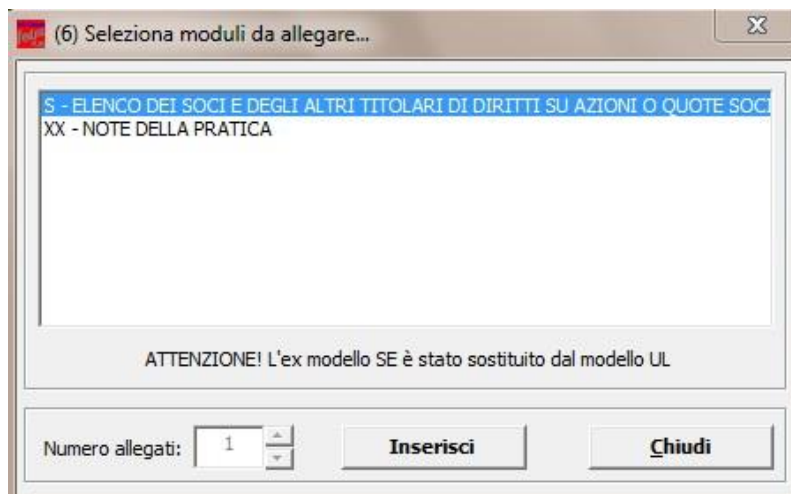 (6) Seleziona moduli da allegare...
S - ELENCO DEI SOCI E DEGLI ALTRI TITOLARI DI DIRITTI SU AZIONI O QUOTE SOCI
XX - NOTE DELLA PRATICA
ATTENZIONE! L'ex modello SE è stato sostituito dal modello UL
Numero allegati: 1 Inserisci Chiudi